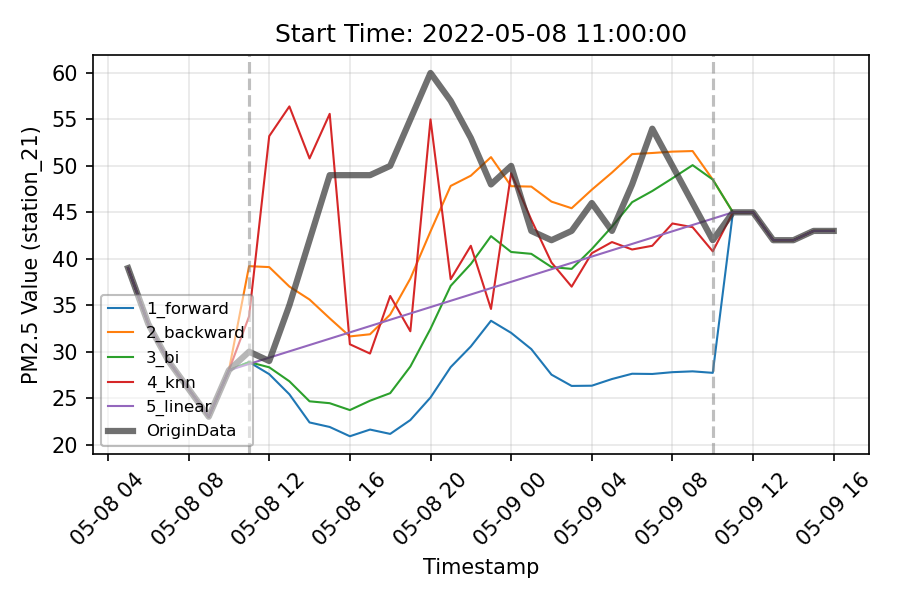 Start Time: 2022-05-08 11:00:00
PM2.5 Value (station_21)
60
55
50
45
40
35
30
25
20
1_forward
2_backward
3_bi
4_knn
5_linear
OriginData
05-08 04
05-08 08
05-08 12
05-08 16
05-08 20
05-09 00
05-09 04
05-09 08
05-09 12
05-09 16
Timestamp